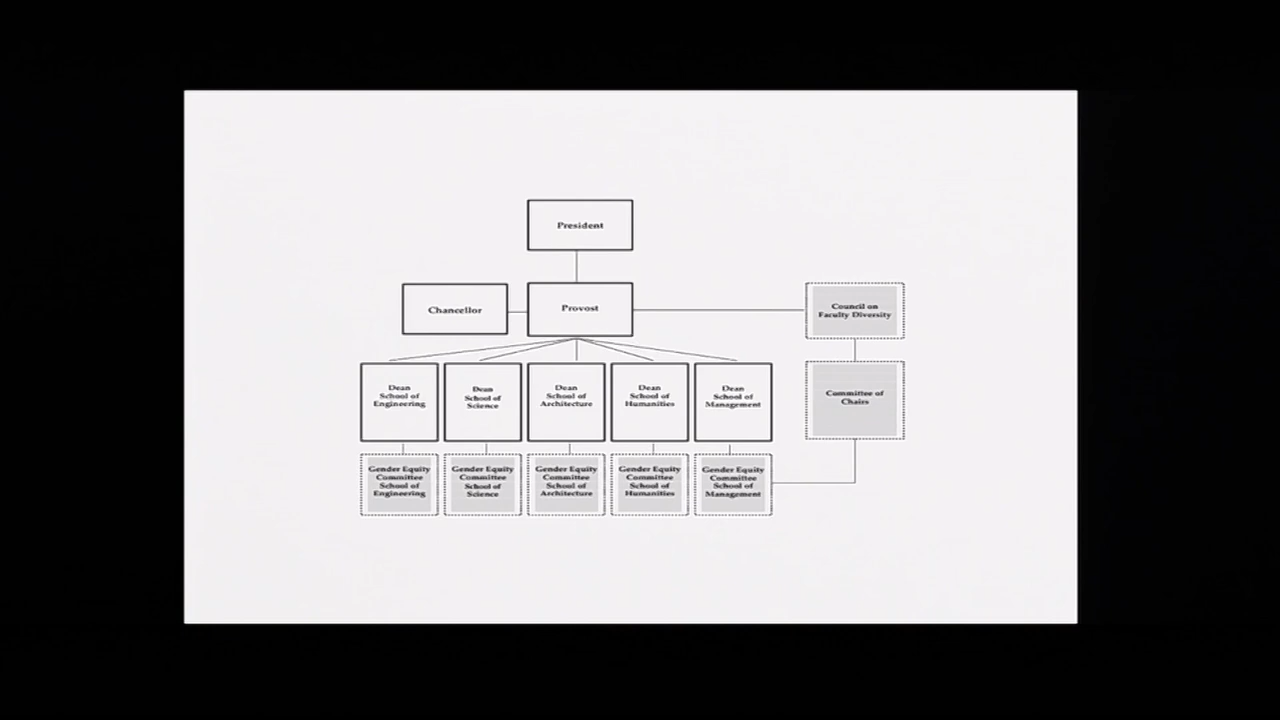 President
Chancellor
Provost
Council on
Faculty Diversity
Dean
School of
Engineering
Dean
School of
Science
Dean
School of
Architecture
Dean
School of
Humanities
Dean
School of
Management
Committee of
Chairs
Gender Equity
Committee
School of
Engineering
Gender Equity
Committee
School of
Science
Gender Equity
Committee
School of
Architecture
Gender Equity
Committee
School of
Humanities
Gender Equity
Committee
School of
Management